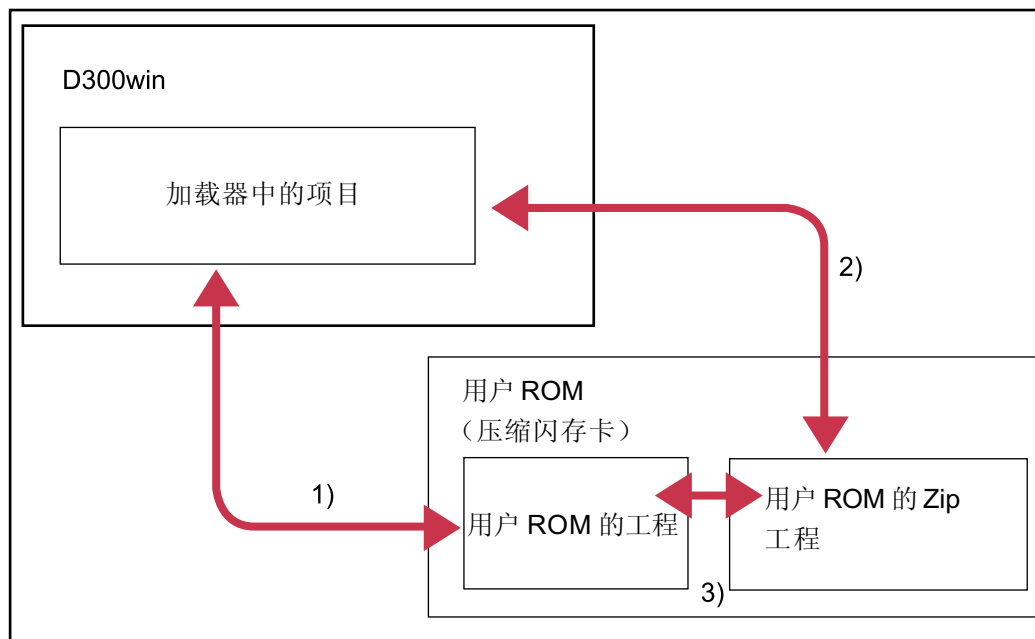 D300win
加载器中的项目
2)
用户 ROM
（压缩闪存卡）
1)
用户 ROM 的工程
用户 ROM 的 Zip
工程
3)